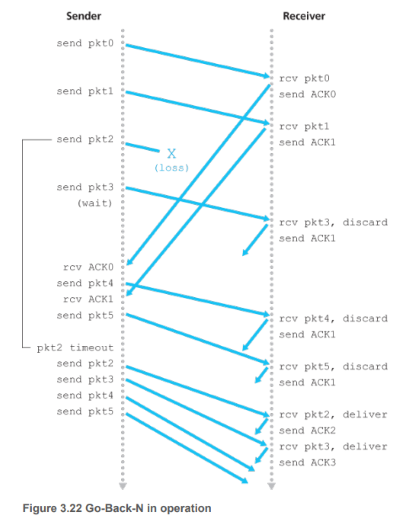 Sender
Receiver
send pkt0
rcv pkt0
send ACK0
send pkt1
rcv pkt1
send ACK1
send pkt2
X
(loss)
send pkt3
(wait)
rcv pkt3, discard
send ACK1
rcv ACK0
send pkt4
rcv ACK1
send pkt5
rcv pkt4, discard
send ACK1
pkt2 timeout
send pkt2
send pkt3
send pkt4
send pkt5
rcv pkt5, discard
send ACK1
rcv pkt2, deliver
send ACK2
rcv pkt3, deliver
send ACK3
Figure 3.22 Go-Back-N in operation